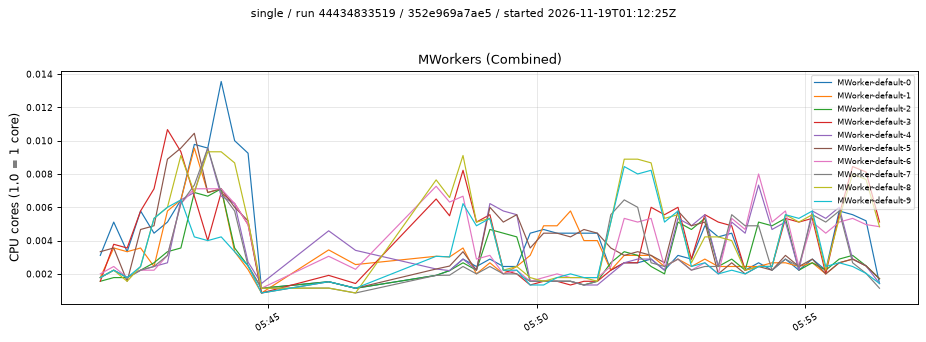 single / run 44434833519 / 352e969a7ae5 / started 2026-11-19T01:12:25Z
MWorkers (Combined)
CPU cores (1.0 = 1 core)
0.014
0.012
0.010
0.008
0.006
0.004
0.002
05:45
05:50
05:55
MWorker-default-0
MWorker-default-1
MWorker-default-2
MWorker-default-3
MWorker-default-4
MWorker-default-5
MWorker-default-6
MWorker-default-7
MWorker-default-8
MWorker-default-9